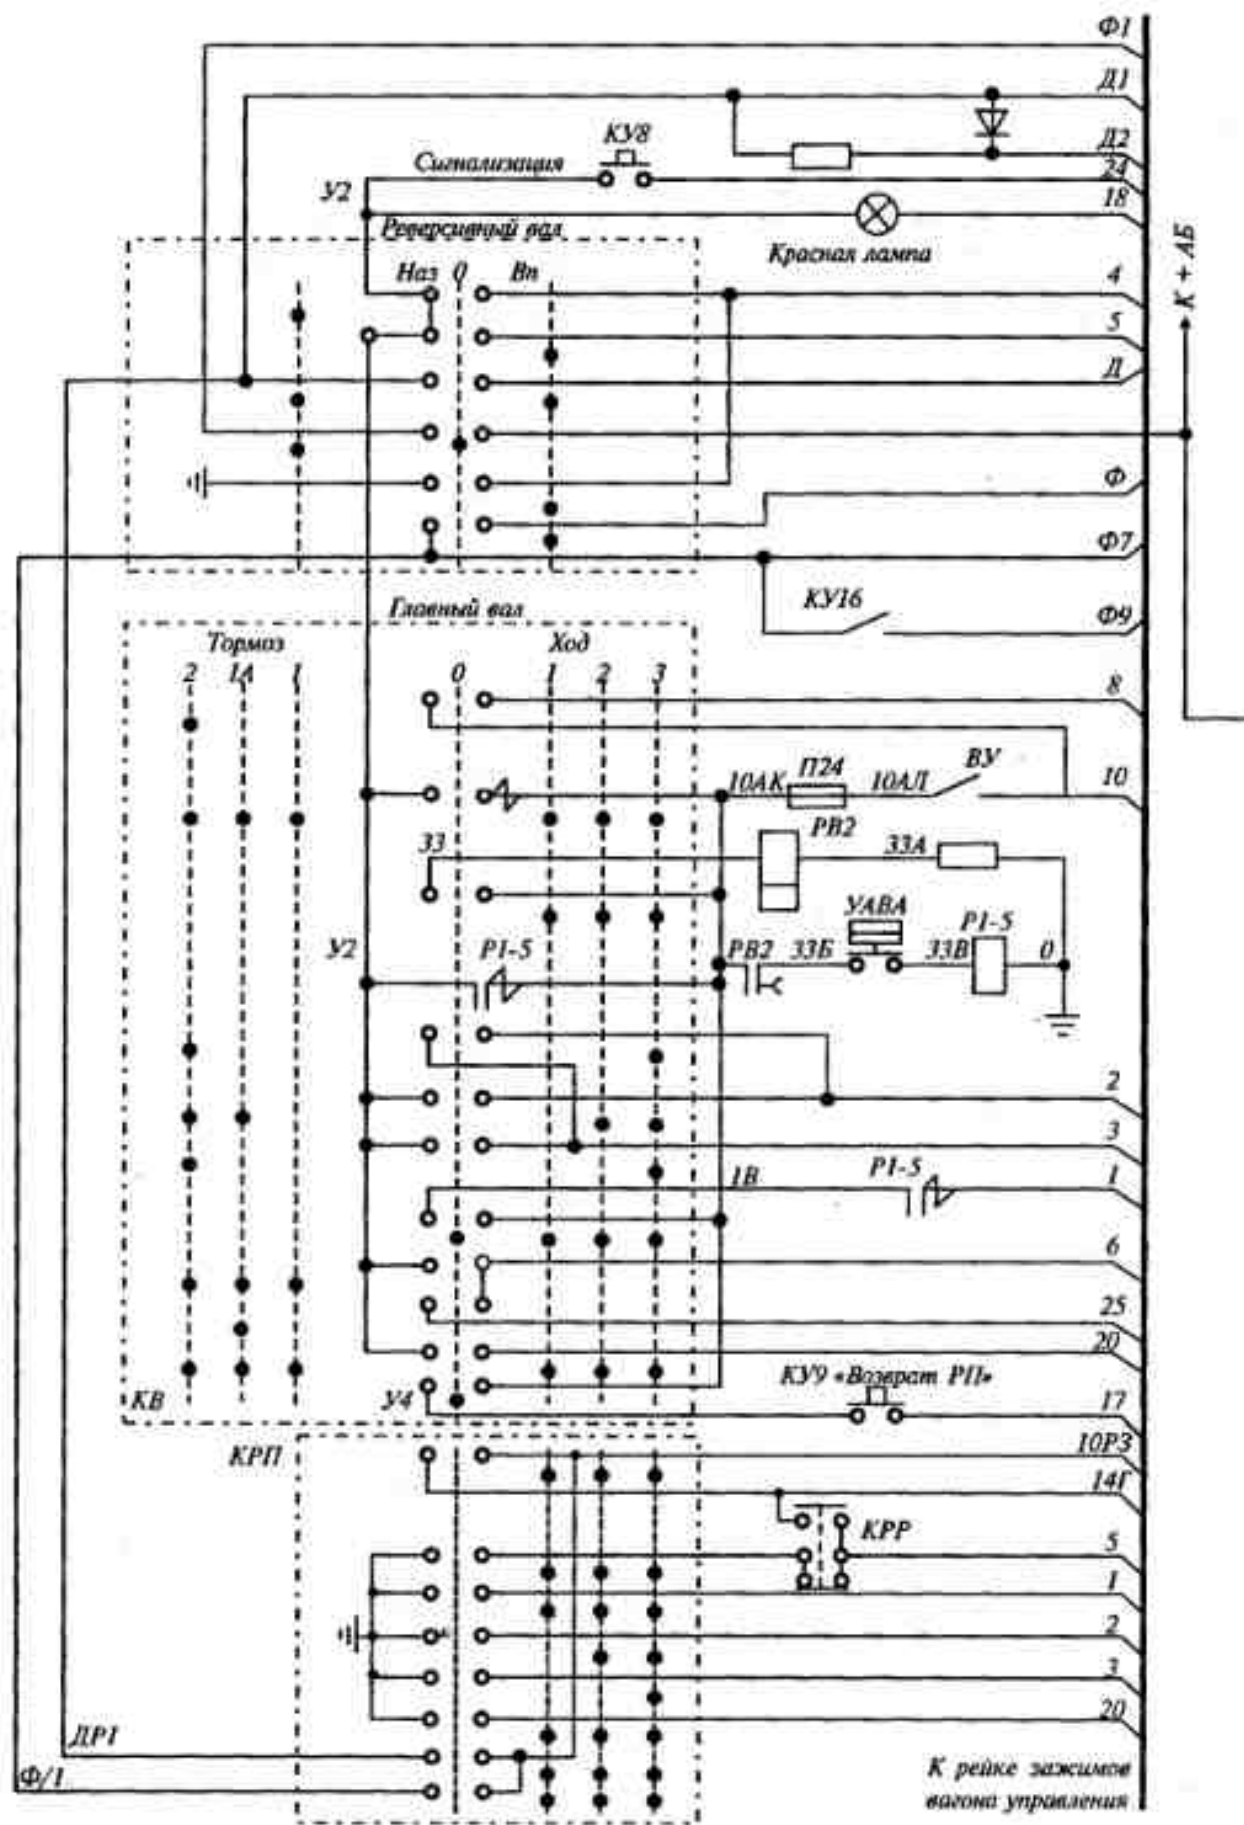 Ф1
Д1
КУ8
Д2
Сигнализация
24
У2
18
Реверсивный вал
Красная лампа
К + АБ
Наз 0 Вп
4
5
Д
Ф
Ф7
КУ16
Ф9
Главный вал
Тормоз Ход
2 1А 1 0 1 2 3
8
10АК П24 10АЛ ВУ 10
33 РВ2 33А
УАВА
У2 Р1-5 РВ2 33Б 33В Р1-5 0
2
3
1В Р1-5 1
6
25
20
КУ9 «Возврат РП»
КВ У4 17
КРП 10РЗ
14Г
КРР 5
1
2
3
20
ДР1
Ф/1
К рейке зажимов
вагона управления